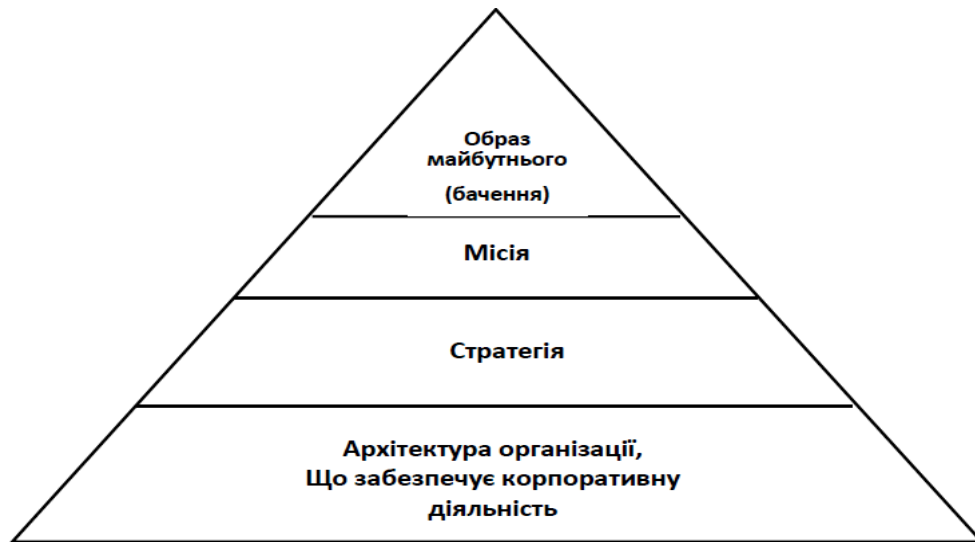 Образ
майбутнього
(бачення)
Місія
Стратегія
Архітектура організації,
Що забезпечує корпоративну
діяльність